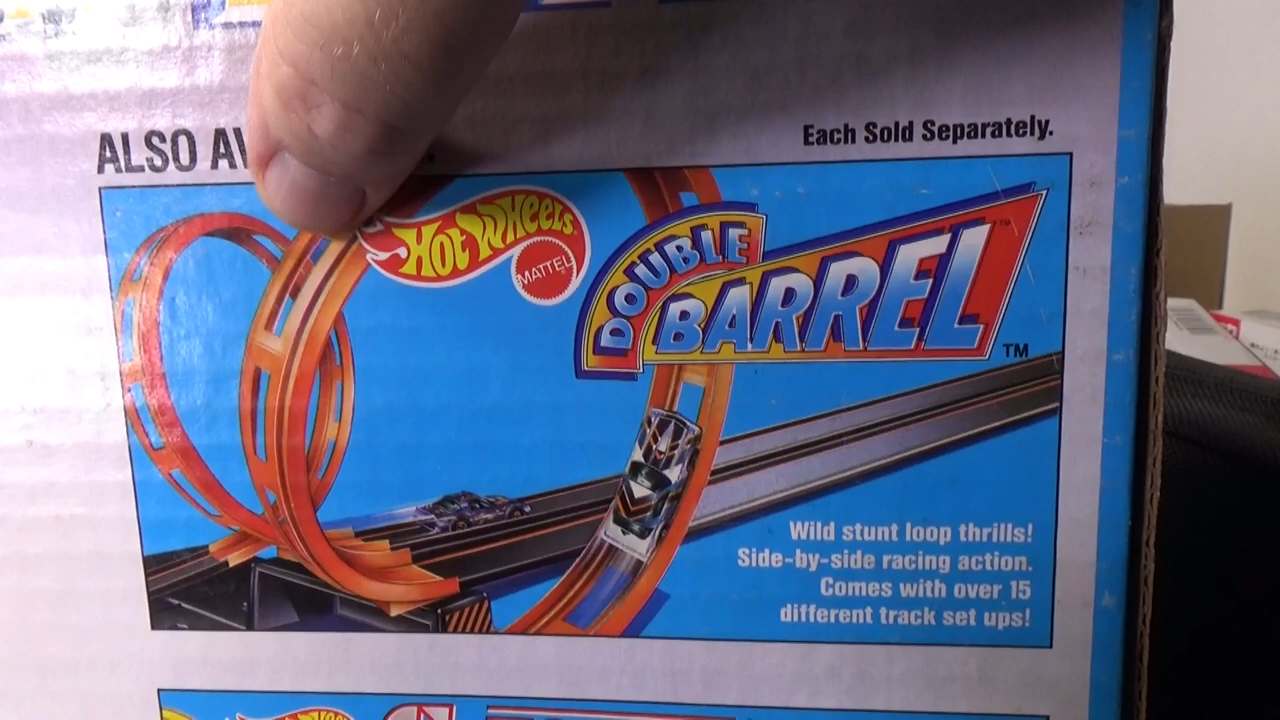 ALSO AV
Each Sold Separately.
HOT WHEELS
MATTEL
DOUBLE
BARREL
TM
Wild stunt loop thrills!
Side-by-side racing action.
Comes with over 15
different track set ups!